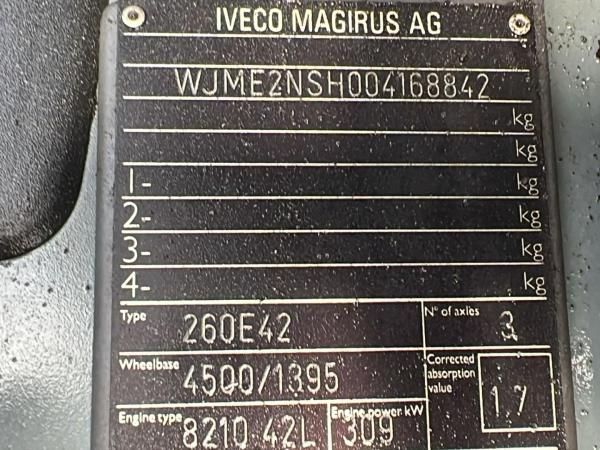 IVECO MAGIRUS AG
WJME2NSH004168842
kg
kg
1- kg
2- kg
3- kg
4- kg
Type 260E42 N° of axles 3
Wheelbase 4500/1395 Corrected absorption value 1,7
Engine type 8210 42L Engine power kW 309